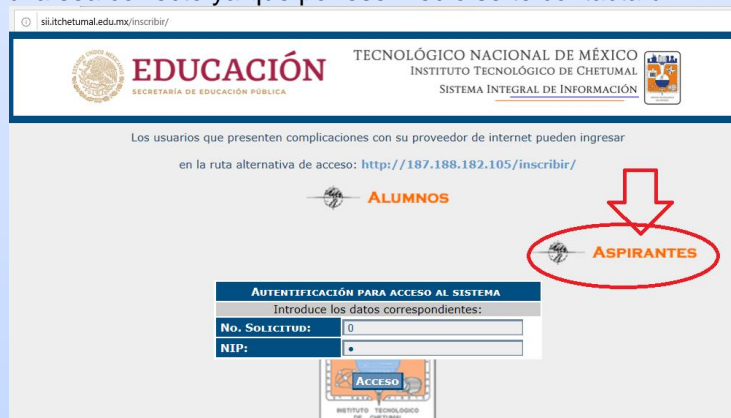 sii.itchetumal.edu.mx/inscribir/
EDUCACIÓN
SECRETARÍA DE EDUCACIÓN PÚBLICA
TECNOLÓGICO NACIONAL DE MÉXICO
INSTITUTO TECNOLÓGICO DE CHETUMAL
SISTEMA INTEGRAL DE INFORMACIÓN
Los usuarios que presenten complicaciones con su proveedor de internet pueden ingresar
en la ruta alternativa de acceso: http://187.188.182.105/inscribir/
ALUMNOS
ASPIRANTES
AUTENTIFICACIÓN PARA ACCESO AL SISTEMA
Introduce los datos correspondientes:
NO. SOLICITUD: 0
NIP: •
ACCESO
INSTITUTO TECNOLOGICO
DE CHETUMAL